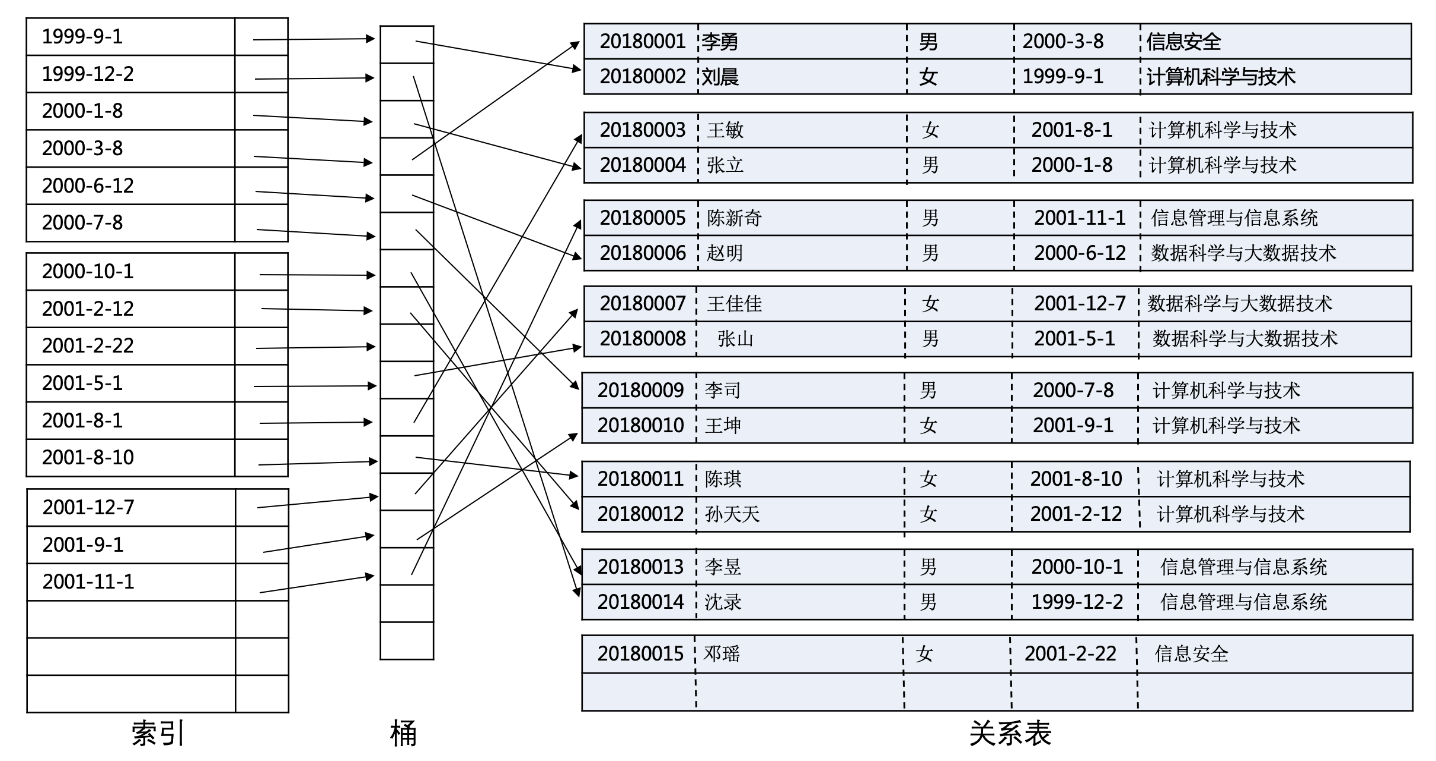 1999-9-1
1999-12-2
2000-1-8
2000-3-8
2000-6-12
2000-7-8
2000-10-1
2001-2-12
2001-2-22
2001-5-1
2001-8-1
2001-8-10
2001-12-7
2001-9-1
2001-11-1
索引
桶
20180001 李勇 男 2000-3-8 信息安全
20180002 刘晨 女 1999-9-1 计算机科学与技术
20180003 王敏 女 2001-8-1 计算机科学与技术
20180004 张立 男 2000-1-8 计算机科学与技术
20180005 陈新奇 男 2001-11-1 信息管理与信息系统
20180006 赵明 男 2000-6-12 数据科学与大数据技术
20180007 王佳佳 女 2001-12-7 数据科学与大数据技术
20180008 张山 男 2001-5-1 数据科学与大数据技术
20180009 李司 男 2000-7-8 计算机科学与技术
20180010 王坤 女 2001-9-1 计算机科学与技术
20180011 陈琪 女 2001-8-10 计算机科学与技术
20180012 孙天天 女 2001-2-12 计算机科学与技术
20180013 李昱 男 2000-10-1 信息管理与信息系统
20180014 沈录 男 1999-12-2 信息管理与信息系统
20180015 邓瑶 女 2001-2-22 信息安全
关系表